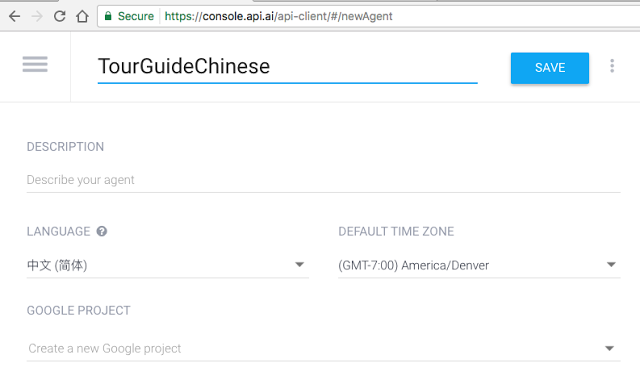 Secure https://console.api.ai/api-client/#/newAgent
TourGuideChinese SAVE
DESCRIPTION
Describe your agent
LANGUAGE ? DEFAULT TIME ZONE
中文 (简体) (GMT-7:00) America/Denver
GOOGLE PROJECT
Create a new Google project